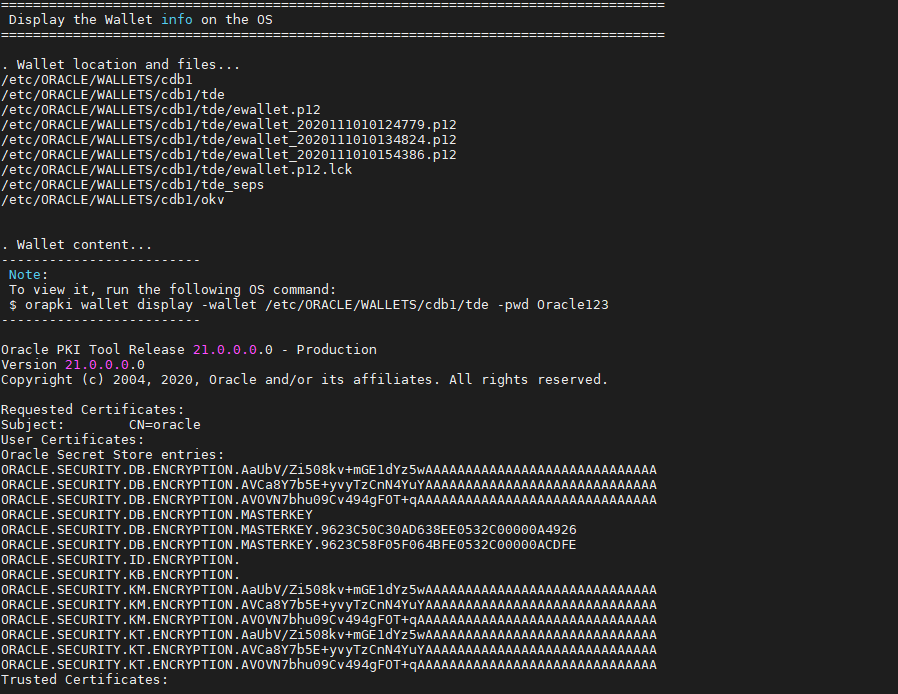 ===================================================================================
Display the Wallet info on the OS
===================================================================================
. Wallet location and files...
/etc/ORACLE/WALLETS/cdb1
/etc/ORACLE/WALLETS/cdb1/tde
/etc/ORACLE/WALLETS/cdb1/tde/ewallet.p12
/etc/ORACLE/WALLETS/cdb1/tde/ewallet_2020111010124779.p12
/etc/ORACLE/WALLETS/cdb1/tde/ewallet_2020111010134824.p12
/etc/ORACLE/WALLETS/cdb1/tde/ewallet_2020111010154386.p12
/etc/ORACLE/WALLETS/cdb1/tde/ewallet.p12.lck
/etc/ORACLE/WALLETS/cdb1/tde_seps
/etc/ORACLE/WALLETS/cdb1/okv
. Wallet content...
-------------------------
Note:
To view it, run the following OS command:
$ orapki wallet display -wallet /etc/ORACLE/WALLETS/cdb1/tde -pwd Oracle123
-------------------------
Oracle PKI Tool Release 21.0.0.0.0 - Production
Version 21.0.0.0.0
Copyright (c) 2004, 2020, Oracle and/or its affiliates. All rights reserved.
Requested Certificates:
Subject:        CN=oracle
User Certificates:
Oracle Secret Store entries:
ORACLE.SECURITY.DB.ENCRYPTION.AaUbV/Zi508kv+mGE1dYz5wAAAAAAAAAAAAAAAAAAAAAAAAAAAAA
ORACLE.SECURITY.DB.ENCRYPTION.AVCa8Y7b5E+yvyTzCnN4YuYAAAAAAAAAAAAAAAAAAAAAAAAAAAAA
ORACLE.SECURITY.DB.ENCRYPTION.AVOVN7bhu09Cv494gFOT+qAAAAAAAAAAAAAAAAAAAAAAAAAAAAAA
ORACLE.SECURITY.DB.ENCRYPTION.MASTERKEY
ORACLE.SECURITY.DB.ENCRYPTION.MASTERKEY.9623C50C30AD638EE0532C00000A4926
ORACLE.SECURITY.DB.ENCRYPTION.MASTERKEY.9623C58F05F064BFE0532C00000ACDFE
ORACLE.SECURITY.ID.ENCRYPTION.
ORACLE.SECURITY.KB.ENCRYPTION.
ORACLE.SECURITY.KM.ENCRYPTION.AaUbV/Zi508kv+mGE1dYz5wAAAAAAAAAAAAAAAAAAAAAAAAAAAAA
ORACLE.SECURITY.KM.ENCRYPTION.AVCa8Y7b5E+yvyTzCnN4YuYAAAAAAAAAAAAAAAAAAAAAAAAAAAAA
ORACLE.SECURITY.KM.ENCRYPTION.AVOVN7bhu09Cv494gFOT+qAAAAAAAAAAAAAAAAAAAAAAAAAAAAAA
ORACLE.SECURITY.KT.ENCRYPTION.AaUbV/Zi508kv+mGE1dYz5wAAAAAAAAAAAAAAAAAAAAAAAAAAAAA
ORACLE.SECURITY.KT.ENCRYPTION.AVCa8Y7b5E+yvyTzCnN4YuYAAAAAAAAAAAAAAAAAAAAAAAAAAAAA
ORACLE.SECURITY.KT.ENCRYPTION.AVOVN7bhu09Cv494gFOT+qAAAAAAAAAAAAAAAAAAAAAAAAAAAAAA
Trusted Certificates: